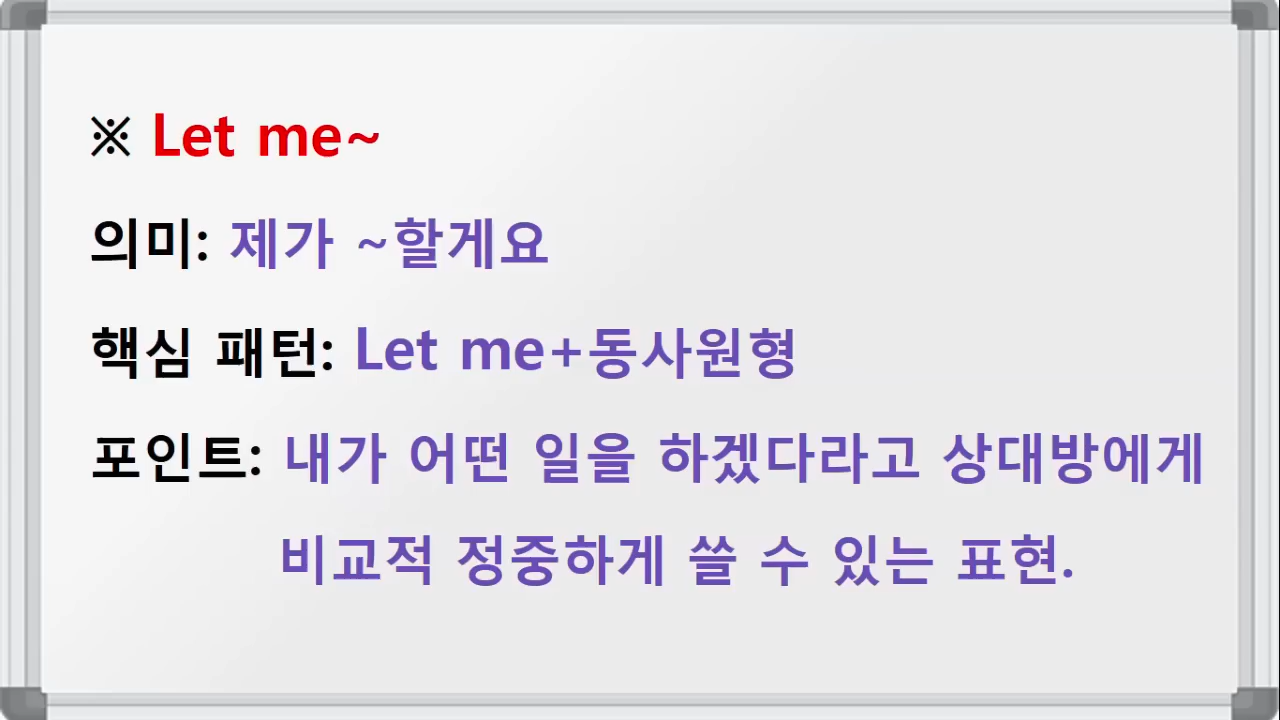 ※ Let me~
의미: 제가 ~할게요
핵심 패턴: Let me+동사원형
포인트: 내가 어떤 일을 하겠다라고 상대방에게
비교적 정중하게 쓸 수 있는 표현.